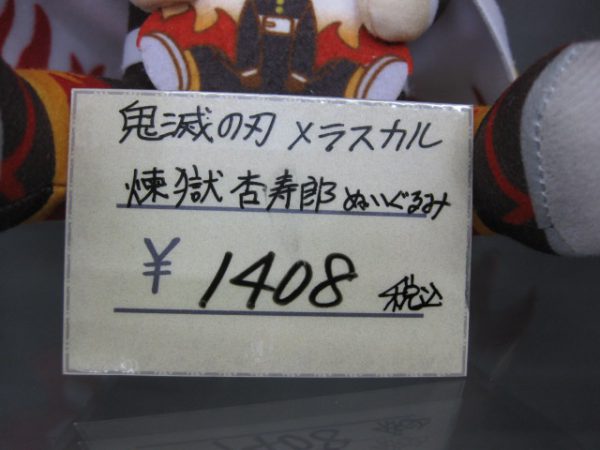 鬼滅の刃 メラスカル
煉獄杏寿郎 ぬいぐるみ
¥ 1408 税込